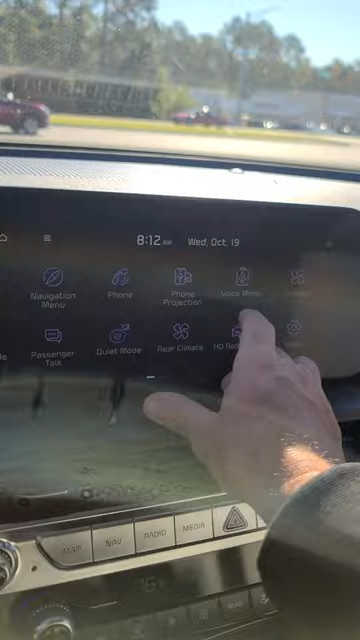 8:12 AM Wed, Oct, 19
Navigation Menu
Phone
Phone Projection
Voice Memo
Passenger Talk
Quiet Mode
Rear Climate
HD
MAP
NAV
RADIO
MEDIA